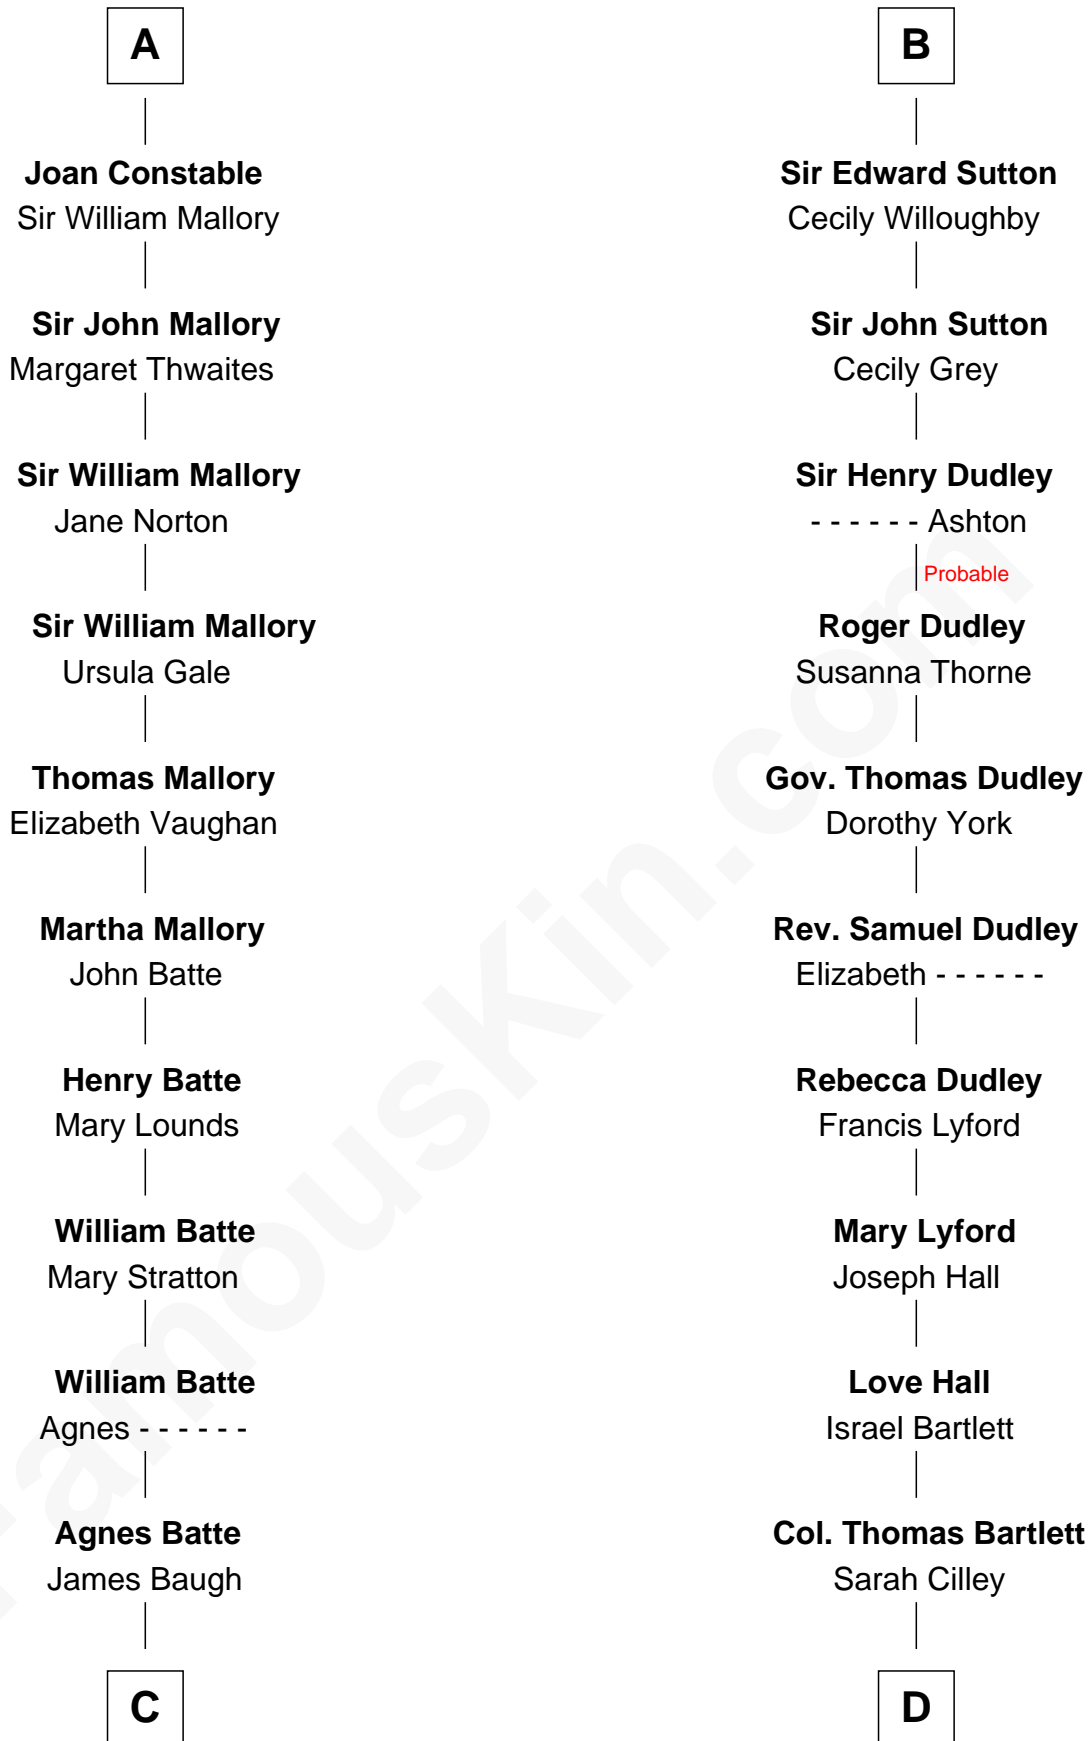 A
Joan Constable
Sir William Mallory
Sir John Mallory
Margaret Thwaites
Sir William Mallory
Jane Norton
Sir William Mallory
Ursula Gale
Thomas Mallory
Elizabeth Vaughan
Martha Mallory
John Batte
Henry Batte
Mary Lounds
William Batte
Mary Stratton
William Batte
Agnes - - - - - -
Agnes Batte
James Baugh
C
B
Sir Edward Sutton
Cecily Willoughby
Sir John Sutton
Cecily Grey
Sir Henry Dudley
- - - - - - Ashton
Probable
Roger Dudley
Susanna Thorne
Gov. Thomas Dudley
Dorothy York
Rev. Samuel Dudley
Elizabeth - - - - - -
Rebecca Dudley
Francis Lyford
Mary Lyford
Joseph Hall
Love Hall
Israel Bartlett
Col. Thomas Bartlett
Sarah Cilley
D
FamousKin.com